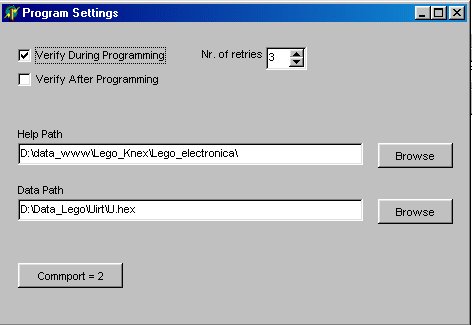 Program Settings
Verify During Programming
Nr. of retries 3
Verify After Programming
Help Path
D:\data_www\Lego_Knex\Lego_electronica\
Browse
Data Path
D:\Data_Lego\Uirt\U.hex
Browse
Commport = 2